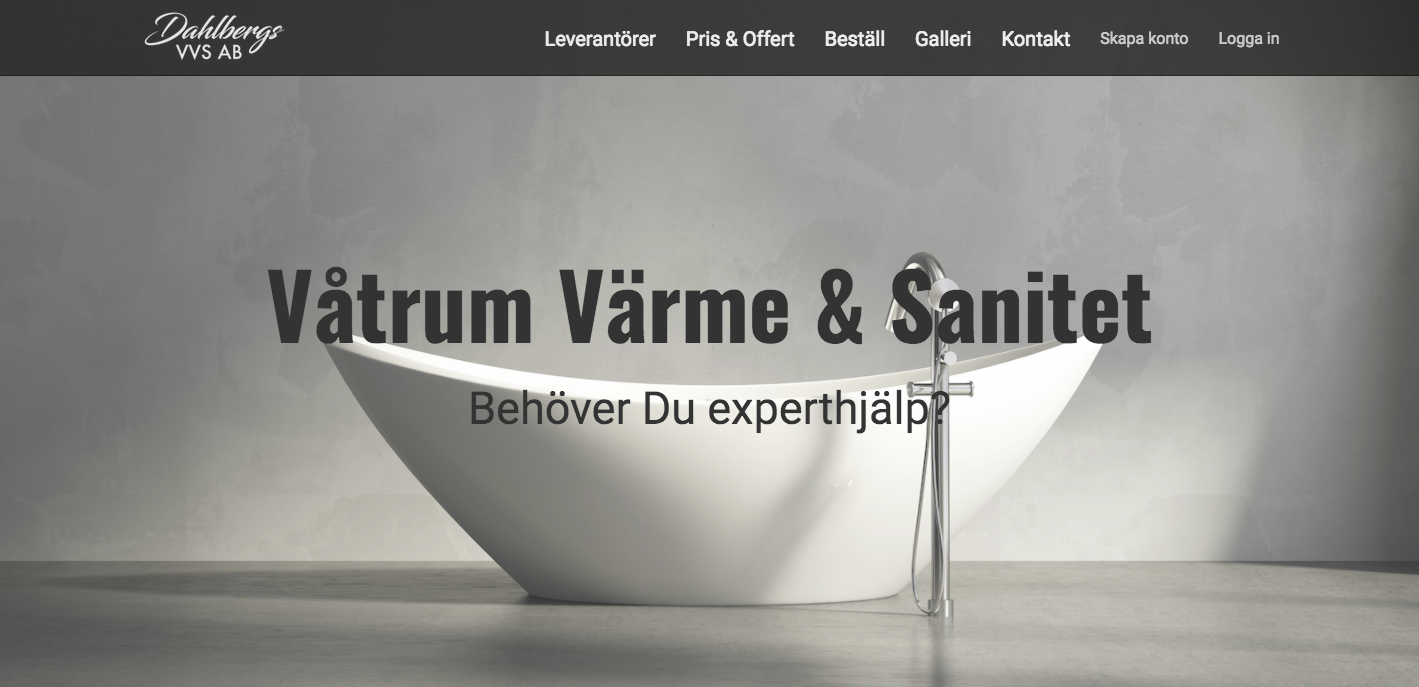 Dahlbergs
VVS AB
Leverantörer Pris & Offert Beställ Galleri Kontakt Skapa konto Logga in
Våtrum Värme & Sanitet
Behöver Du experthjälp?